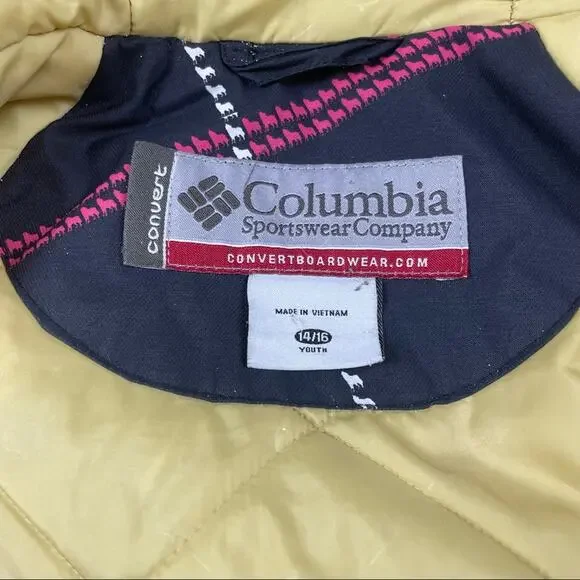 convert
Columbia
Sportswear Company
CONVERTBOARDWEAR.COM
MADE IN VIETNAM
14/16
YOUTH